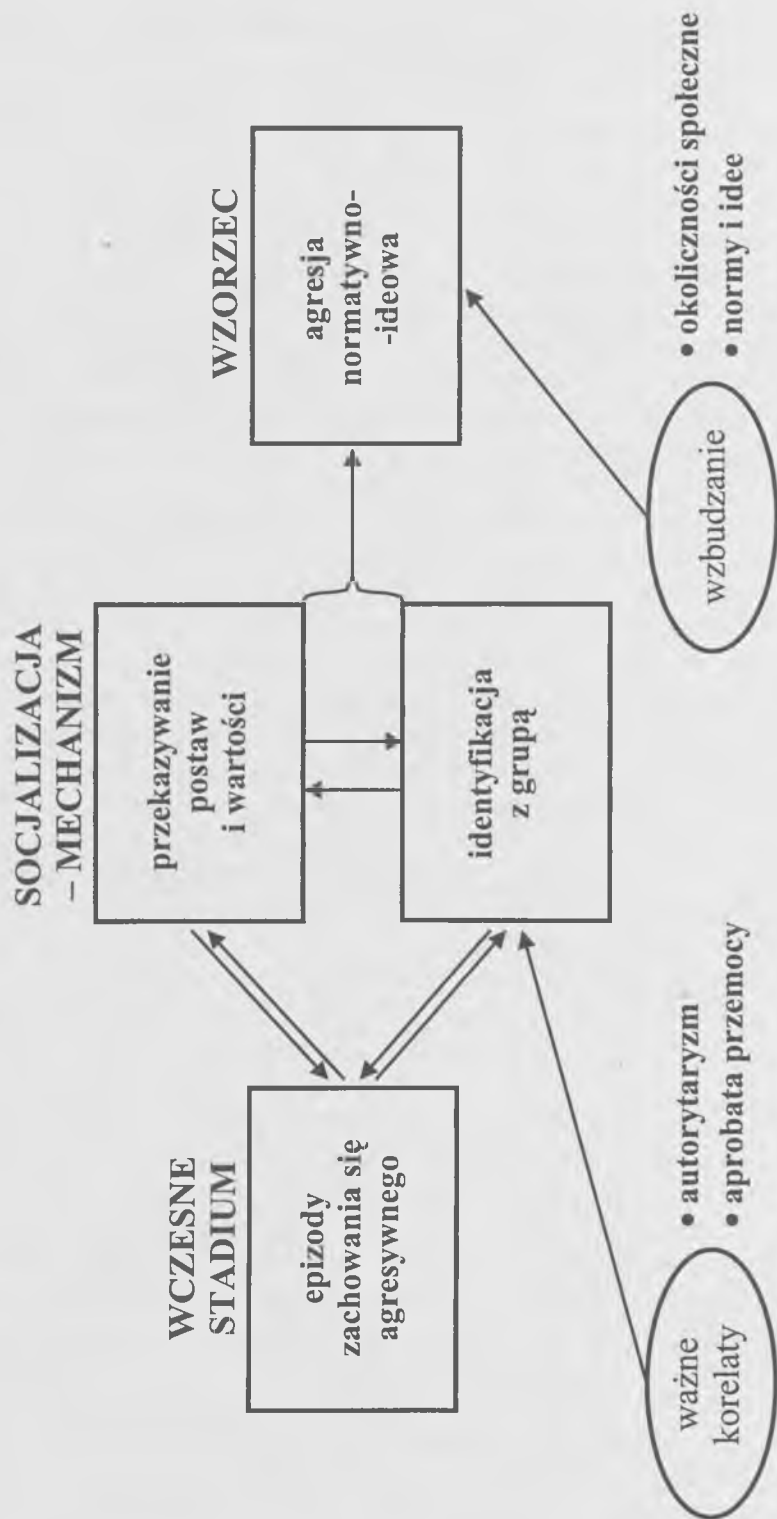 WCZESNE
STADIUM
epizody
zachowania się
agresywnego
SOCJALIZACJA
– MECHANIZM
przekazywanie
postaw
i wartości
identyfikacja
z grupą
WZORZEC
agresja
normatywno-
-ideowa
ważne
korelaty
• autorytaryzm
• aprobata przemocy
wzbudzanie
• okoliczności społeczne
• normy i idee